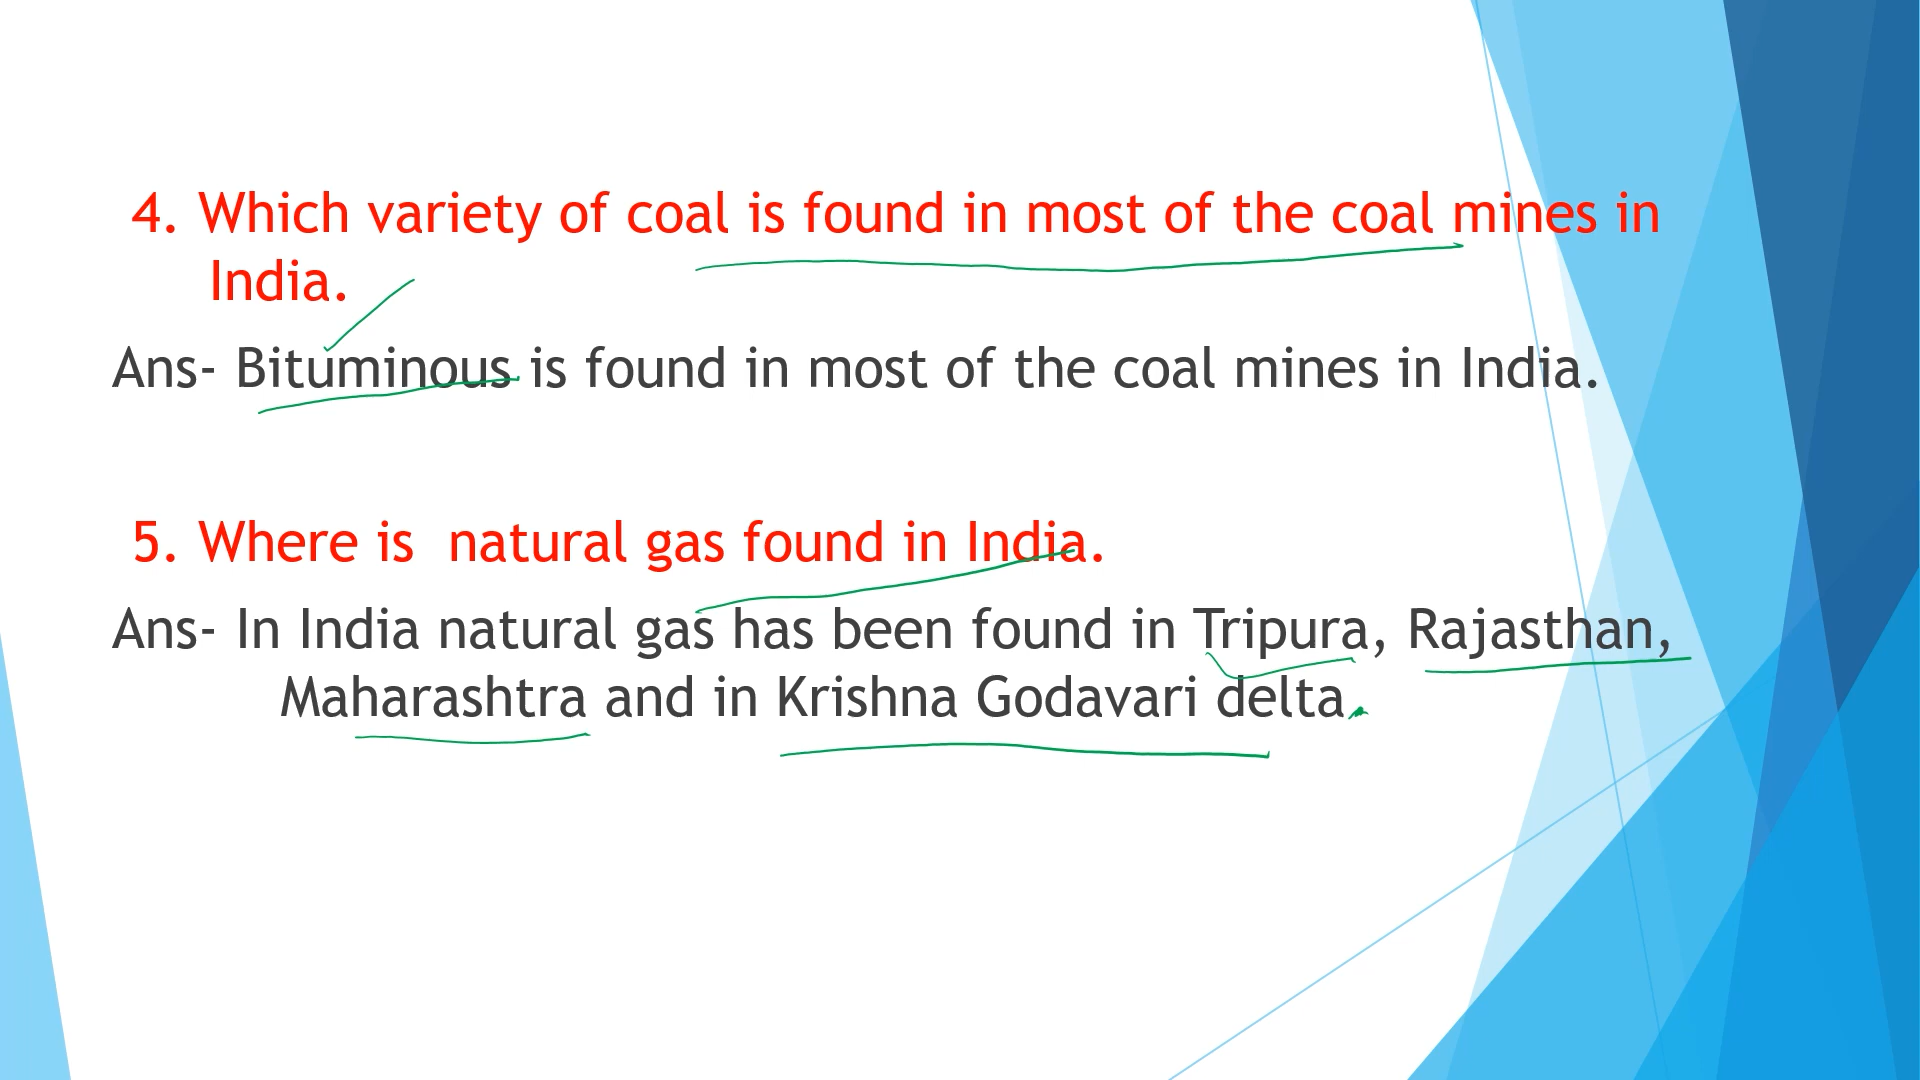 4. Which variety of coal is found in most of the coal mines in
India.
Ans- Bituminous is found in most of the coal mines in India.
5. Where is natural gas found in India.
Ans- In India natural gas has been found in Tripura, Rajasthan,
Maharashtra and in Krishna Godavari delta.